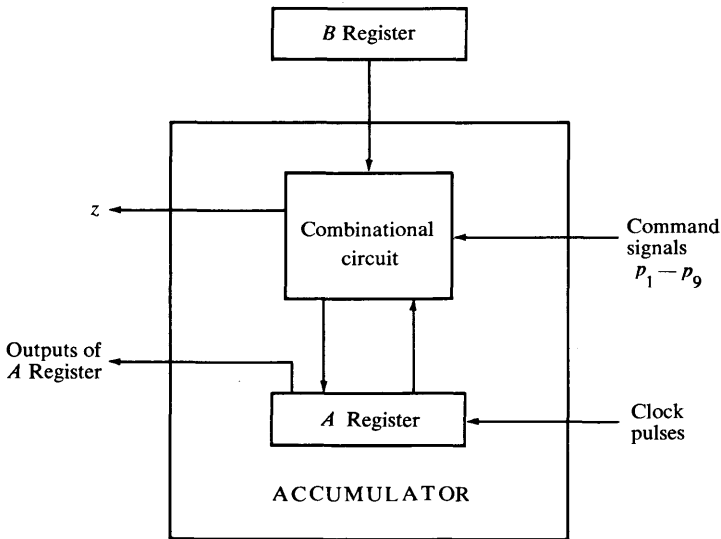 B Register
z
Combinational
circuit
Command
signals
p₁ — p₉
Outputs of
A Register
A Register
Clock
pulses
ACCUMULATOR